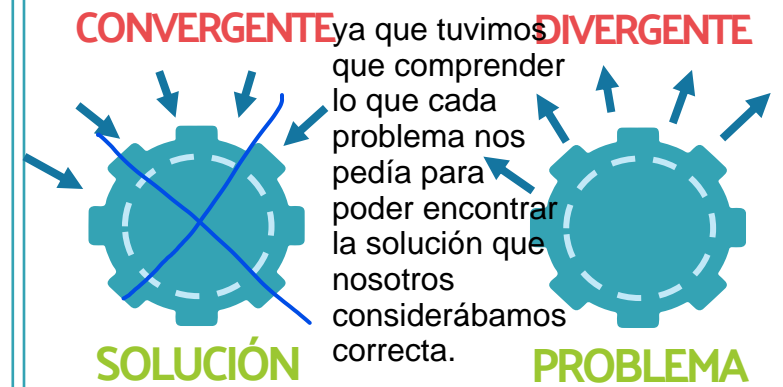 CONVERGENTE
ya que tuvimos
que comprender
lo que cada
problema nos
pedía para
poder encontrar
la solución que
nosotros
considerábamos
correcta.
DIVERGENTE
SOLUCIÓN
PROBLEMA